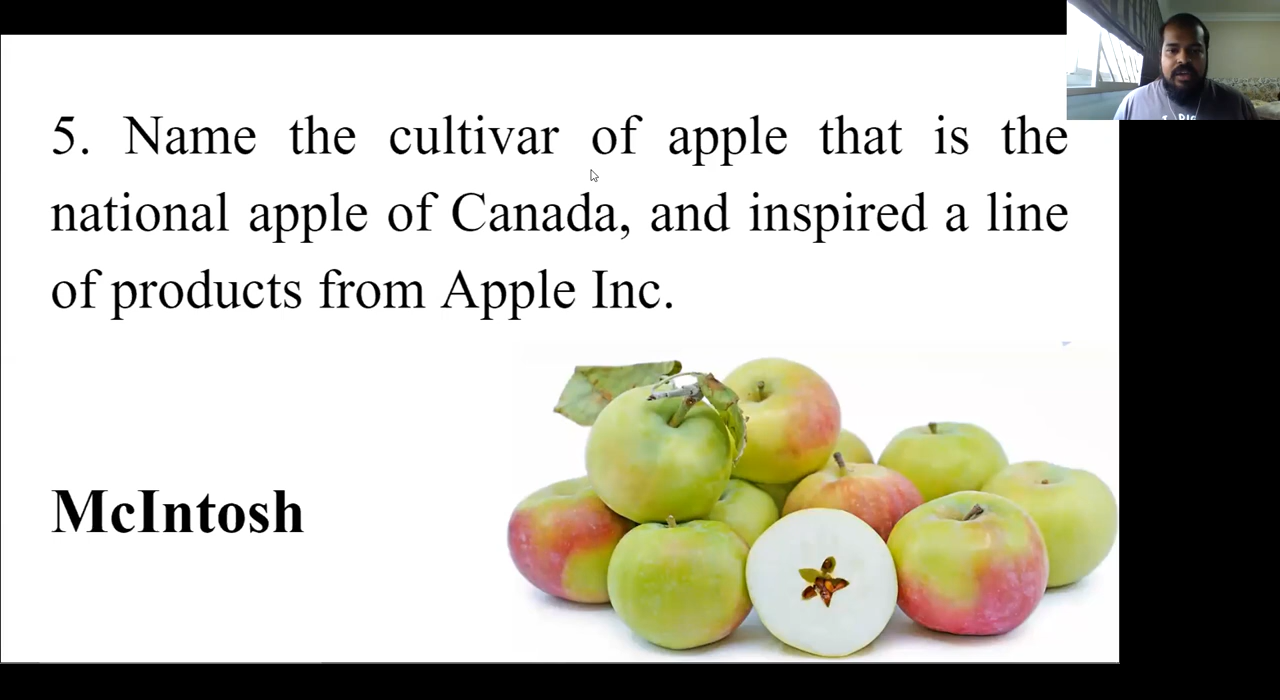 5. Name the cultivar of apple that is the
national apple of Canada, and inspired a line
of products from Apple Inc.
McIntosh